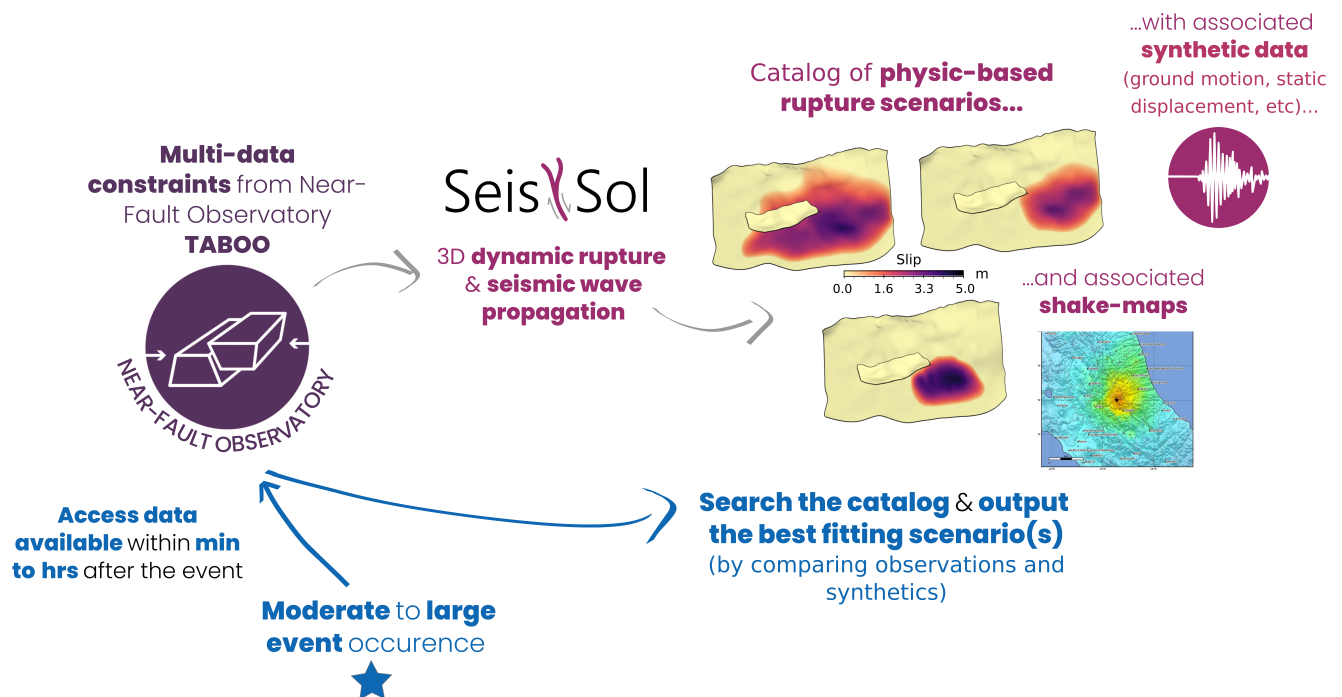 Multi-data
constraints from Near-
Fault Observatory
TABOO
NEAR-FAULT OBSERVATORY
SeisSol
3D dynamic rupture
& seismic wave
propagation
Catalog of physic-based
rupture scenarios...
Slip
m
0.0 1.6 3.3 5.0
...with associated
synthetic data
(ground motion, static
displacement, etc)...
...and associated
shake-maps
Access data
available within min
to hrs after the event
Moderate to large
event occurence
Search the catalog & output
the best fitting scenario(s)
(by comparing observations and
synthetics)